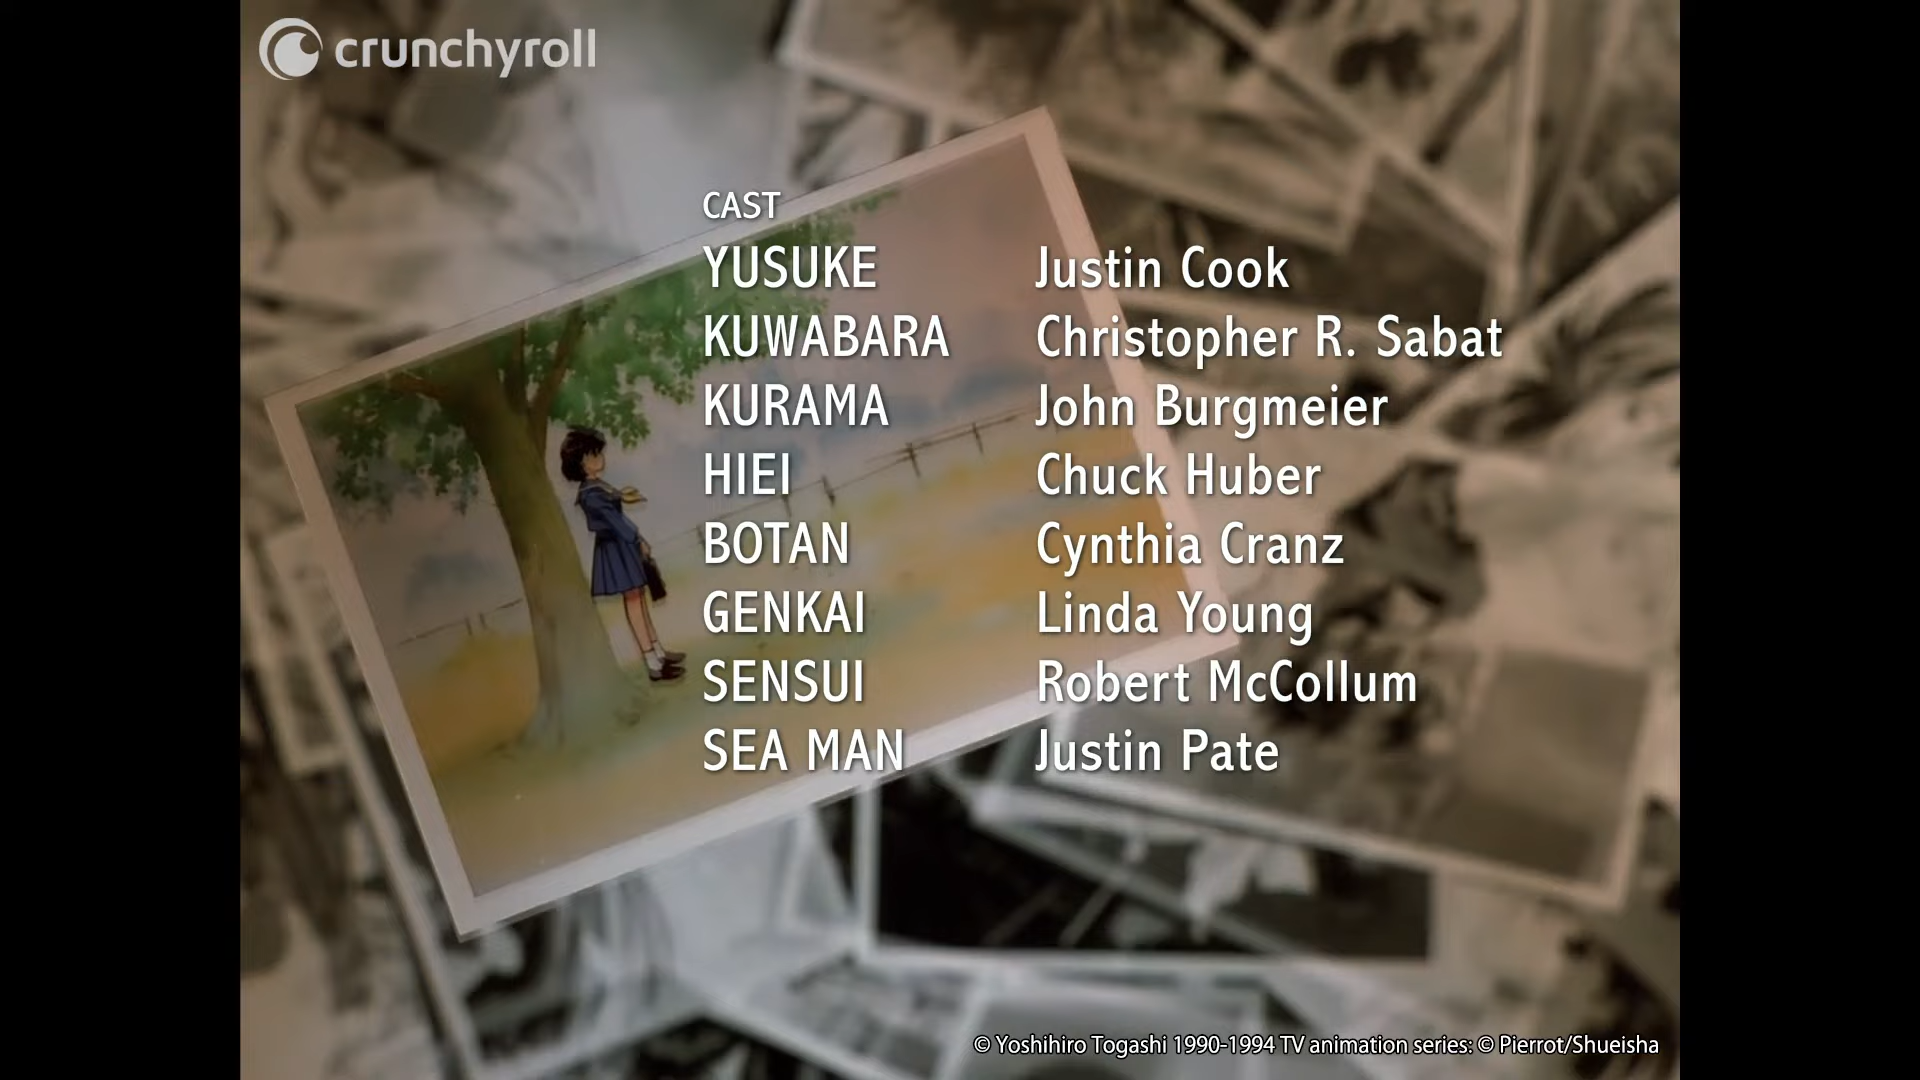 crunchyroll
CAST
YUSUKE Justin Cook
KUWABARA Christopher R. Sabat
KURAMA John Burgmeier
HIEI Chuck Huber
BOTAN Cynthia Cranz
GENKAI Linda Young
SENSUI Robert McCollum
SEA MAN Justin Pate
© Yoshihiro Togashi 1990-1994 TV animation series: © Pierrot/Shueisha